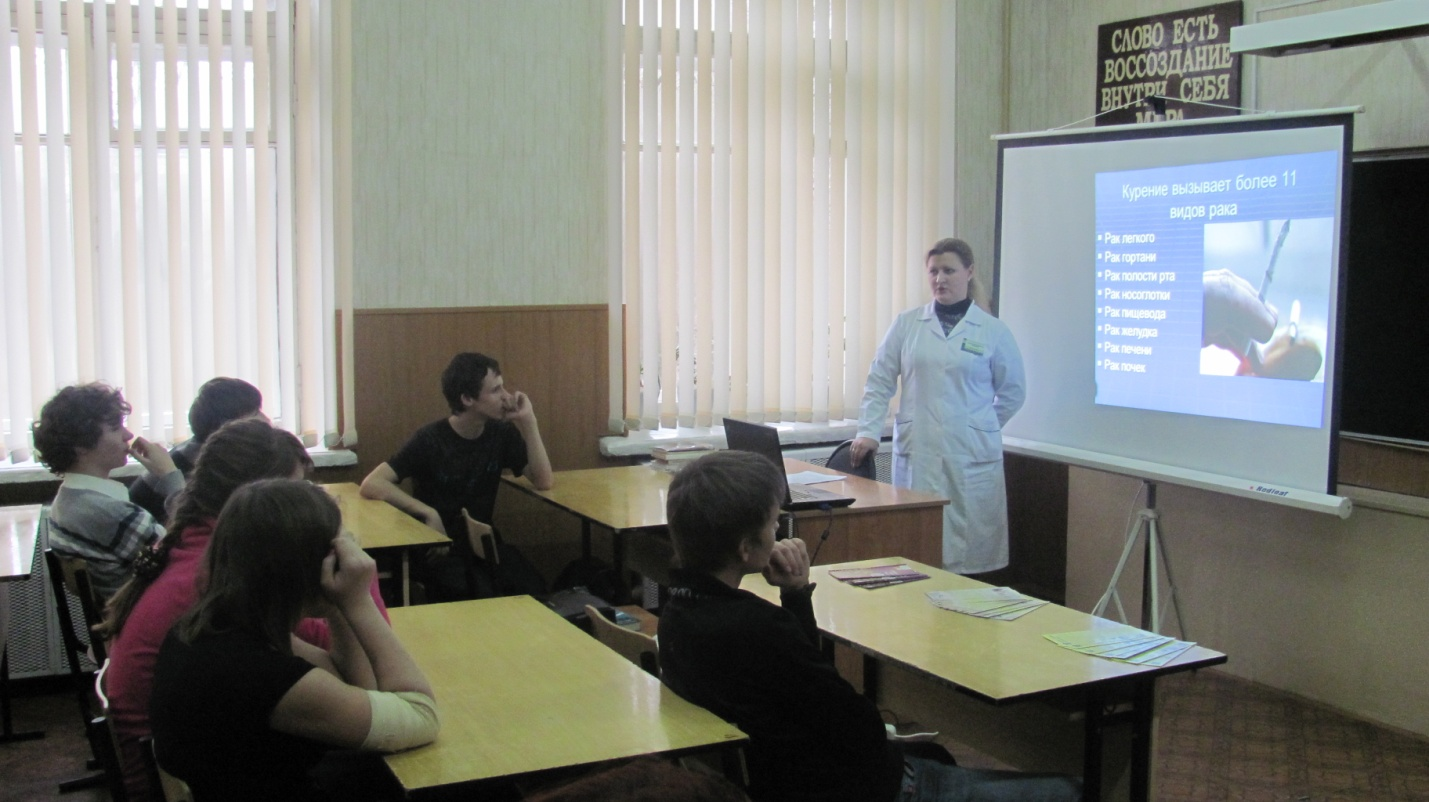 СЛОВО ЕСТЬ
ВОССОЗДАНИЕ
ВНУТРИ СЕБЯ
МИРА
Курение вызывает более 11
видов рака
▪ Рак легкого
▪ Рак гортани
▪ Рак полости рта
▪ Рак носоглотки
▪ Рак пищевода
▪ Рак желудка
▪ Рак печени
▪ Рак почек